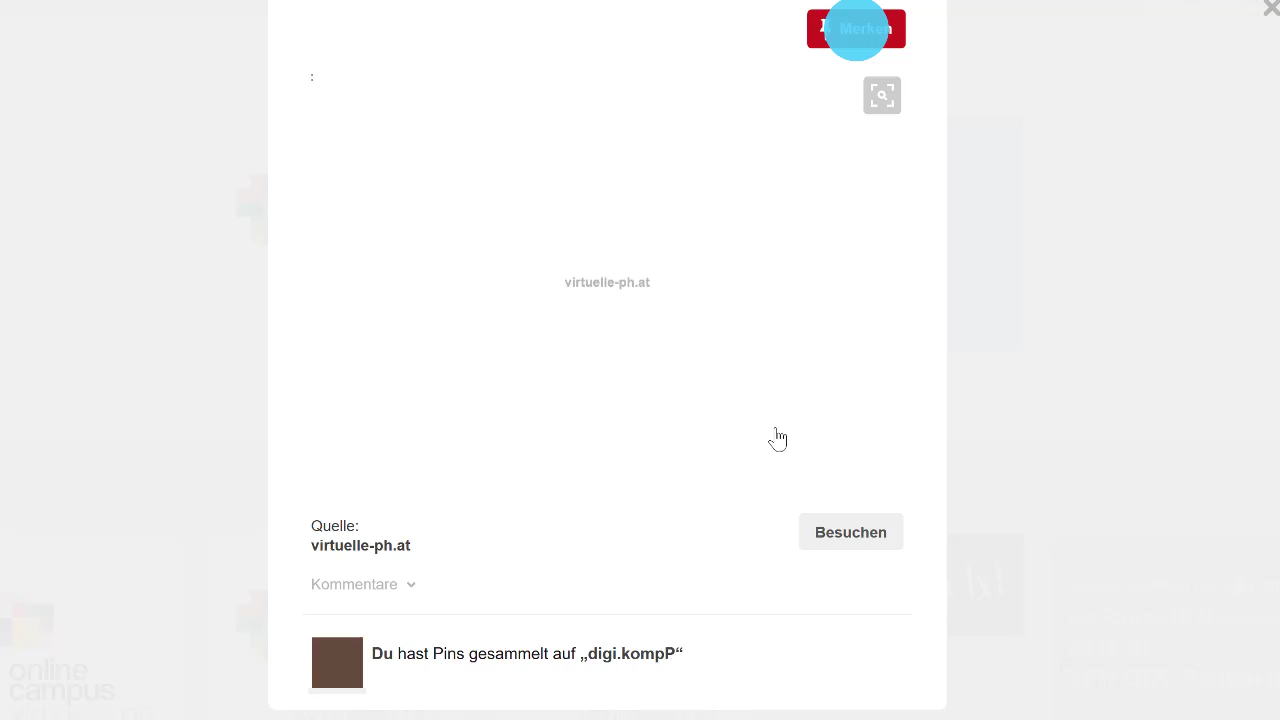 Merken
:
virtuelle-ph.at
Quelle:
virtuelle-ph.at
Besuchen
Kommentare
Du hast Pins gesammelt auf „digi.kompP“
online
campus